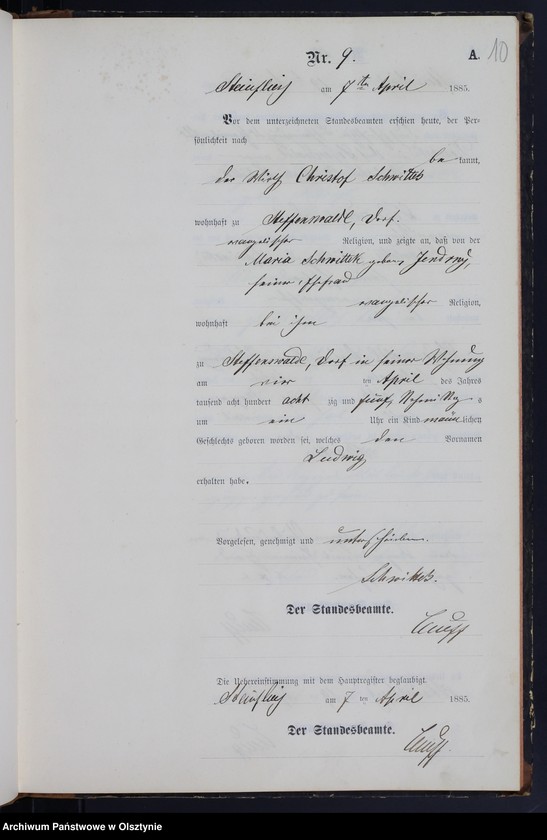 Nr. 9.
A.
10
Steinfließ am 7ten April 1885.
Vor dem unterzeichneten Standesbeamten erschien heute, der Per-
sönlichkeit nach
bekannt,
der Wirth Christof Schwittek
wohnhaft zu Steffenswalde, Dorf.
evangelischer Religion, und zeigte an, daß von der
Maria Schwittek geborn. Jendrny,
seiner Ehefrau
evangelischer Religion,
wohnhaft bei ihm
zu Steffenswalde, Dorf in seiner Wohnung
am vier ten April des Jahres
tausend acht hundert acht zig und fünf, Nachmittags
um ein Uhr ein Kind männlichen
Geschlechts geboren worden sei, welches den Vornamen
Ludwig
erhalten habe.
Vorgelesen, genehmigt und unterschrieben.
Schwittek.
Der Standesbeamte.
Die Uebereinstimmung mit dem Hauptregister beglaubigt.
Steinfließ am 7 ten April 1885.
Der Standesbeamte.
Archiwum Państwowe w Olsztynie